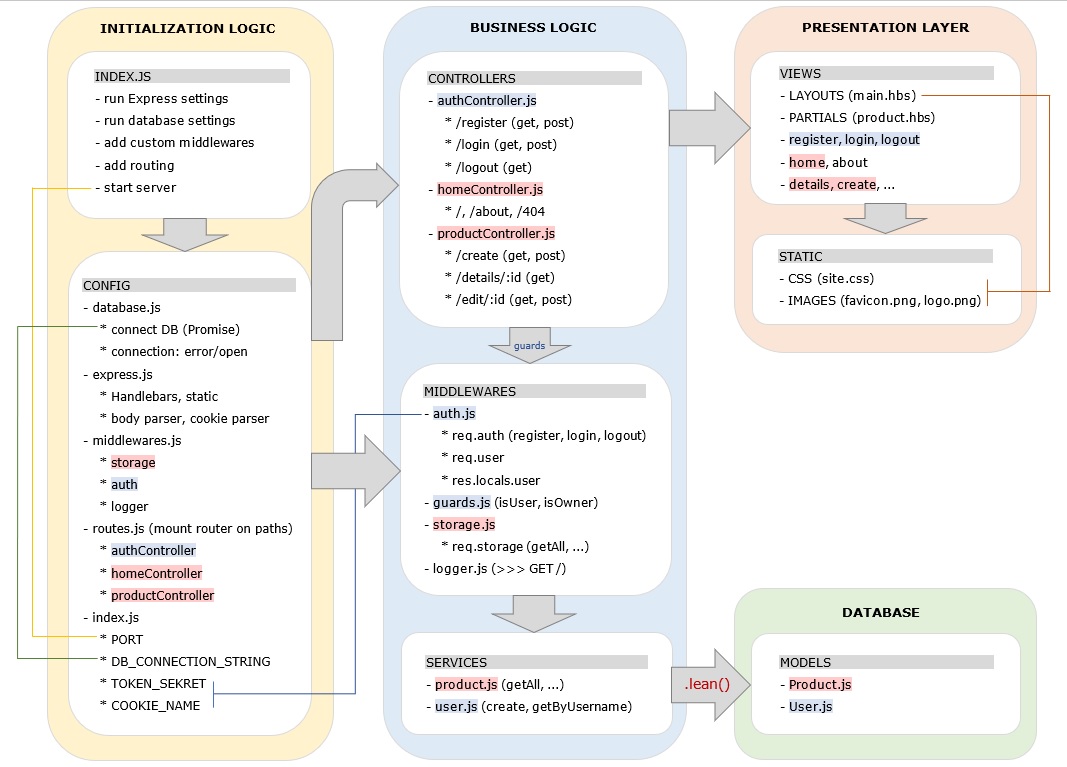 INITIALIZATION LOGIC
INDEX.JS
- run Express settings
- run database settings
- add custom middlewares
- add routing
- start server
CONFIG
- database.js
* connect DB (Promise)
* connection: error/open
- express.js
* Handlebars, static
* body parser, cookie parser
- middlewares.js
* storage
* auth
* logger
- routes.js (mount router on paths)
* authController
* homeController
* productController
- index.js
* PORT
* DB_CONNECTION_STRING
* TOKEN_SEKRET
* COOKIE_NAME
BUSINESS LOGIC
CONTROLLERS
- authController.js
* /register (get, post)
* /login (get, post)
* /logout (get)
- homeController.js
* /, /about, /404
- productController.js
* /create (get, post)
* /details/:id (get)
* /edit/:id (get, post)
guards
MIDDLEWARES
- auth.js
* req.auth (register, login, logout)
* req.user
* res.locals.user
- guards.js (isUser, isOwner)
- storage.js
* req.storage (getAll, ...)
- logger.js (>>> GET /)
SERVICES
- product.js (getAll, ...)
- user.js (create, getByUsername)
.lean()
PRESENTATION LAYER
VIEWS
- LAYOUTS (main.hbs)
- PARTIALS (product.hbs)
- register, login, logout
- home, about
- details, create, ...
STATIC
- CSS (site.css)
- IMAGES (favicon.png, logo.png)
DATABASE
MODELS
- Product.js
- User.js